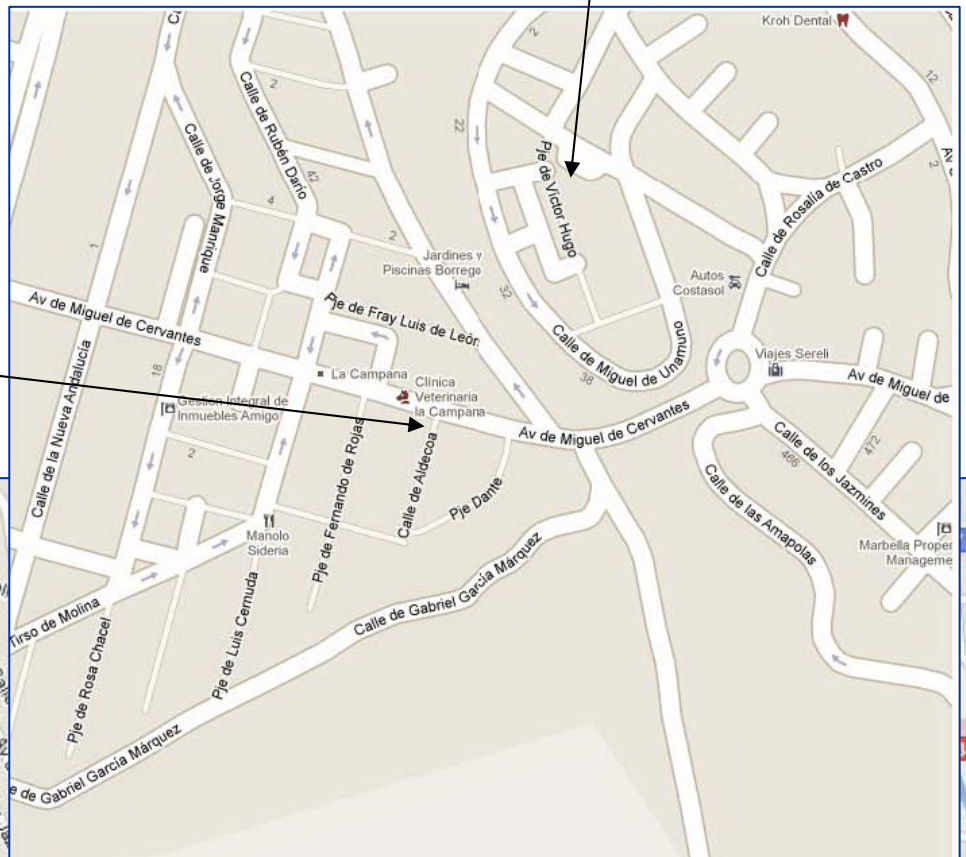 Kroh Dental
12
2
Av
2
22
Calle de Rubén Darío
2
42
Calle de Jorge Manrique
4
2
1
Pje de Víctor Hugo
Calle de Rosalía de Castro
Jardines y
Piscinas Borrego
Autos
Costasol
32
38
Calle de Miguel de Unamuno
Av de Miguel de Cervantes
Pje de Fray Luis de León
La Campana
Clínica
Veterinaria
la Campana
Viajes Sereli
Av de Miguel de
18
Gestion Integral de
Inmuebles Amigo
2
Calle de la Nueva Andalucía
Av de Miguel de Cervantes
Pje de Fernando de Rojas
Calle de Aldecoa
Pje Dante
Calle de los Jazmines
466
472
Calle de las Amapolas
Manolo
Sideria
Marbella Proper
Manageme
Tirso de Molina
Pje de Rosa Chacel
Pje de Luis Cernuda
Calle de Gabriel García Márquez
e de Gabriel García Márquez